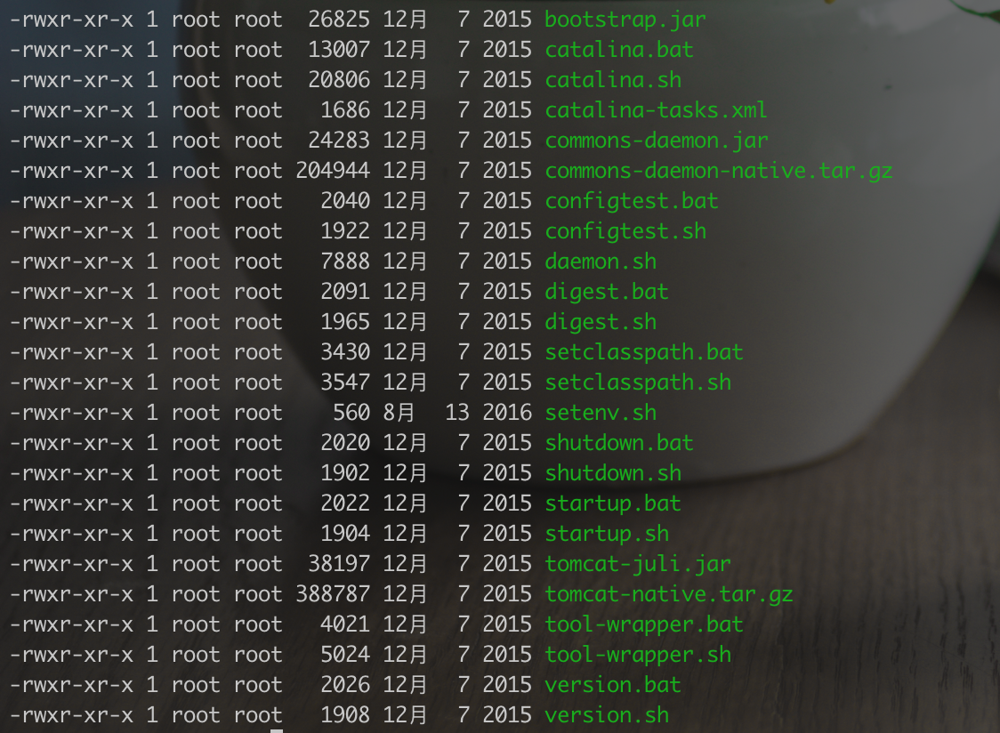 -rwxr-xr-x 1 root root  26825 12月  7 2015 bootstrap.jar
-rwxr-xr-x 1 root root  13007 12月  7 2015 catalina.bat
-rwxr-xr-x 1 root root  20806 12月  7 2015 catalina.sh
-rwxr-xr-x 1 root root   1686 12月  7 2015 catalina-tasks.xml
-rwxr-xr-x 1 root root  24283 12月  7 2015 commons-daemon.jar
-rwxr-xr-x 1 root root 204944 12月  7 2015 commons-daemon-native.tar.gz
-rwxr-xr-x 1 root root   2040 12月  7 2015 configtest.bat
-rwxr-xr-x 1 root root   1922 12月  7 2015 configtest.sh
-rwxr-xr-x 1 root root   7888 12月  7 2015 daemon.sh
-rwxr-xr-x 1 root root   2091 12月  7 2015 digest.bat
-rwxr-xr-x 1 root root   1965 12月  7 2015 digest.sh
-rwxr-xr-x 1 root root   3430 12月  7 2015 setclasspath.bat
-rwxr-xr-x 1 root root   3547 12月  7 2015 setclasspath.sh
-rwxr-xr-x 1 root root    560 8月  13 2016 setenv.sh
-rwxr-xr-x 1 root root   2020 12月  7 2015 shutdown.bat
-rwxr-xr-x 1 root root   1902 12月  7 2015 shutdown.sh
-rwxr-xr-x 1 root root   2022 12月  7 2015 startup.bat
-rwxr-xr-x 1 root root   1904 12月  7 2015 startup.sh
-rwxr-xr-x 1 root root  38197 12月  7 2015 tomcat-juli.jar
-rwxr-xr-x 1 root root 388787 12月  7 2015 tomcat-native.tar.gz
-rwxr-xr-x 1 root root   4021 12月  7 2015 tool-wrapper.bat
-rwxr-xr-x 1 root root   5024 12月  7 2015 tool-wrapper.sh
-rwxr-xr-x 1 root root   2026 12月  7 2015 version.bat
-rwxr-xr-x 1 root root   1908 12月  7 2015 version.sh